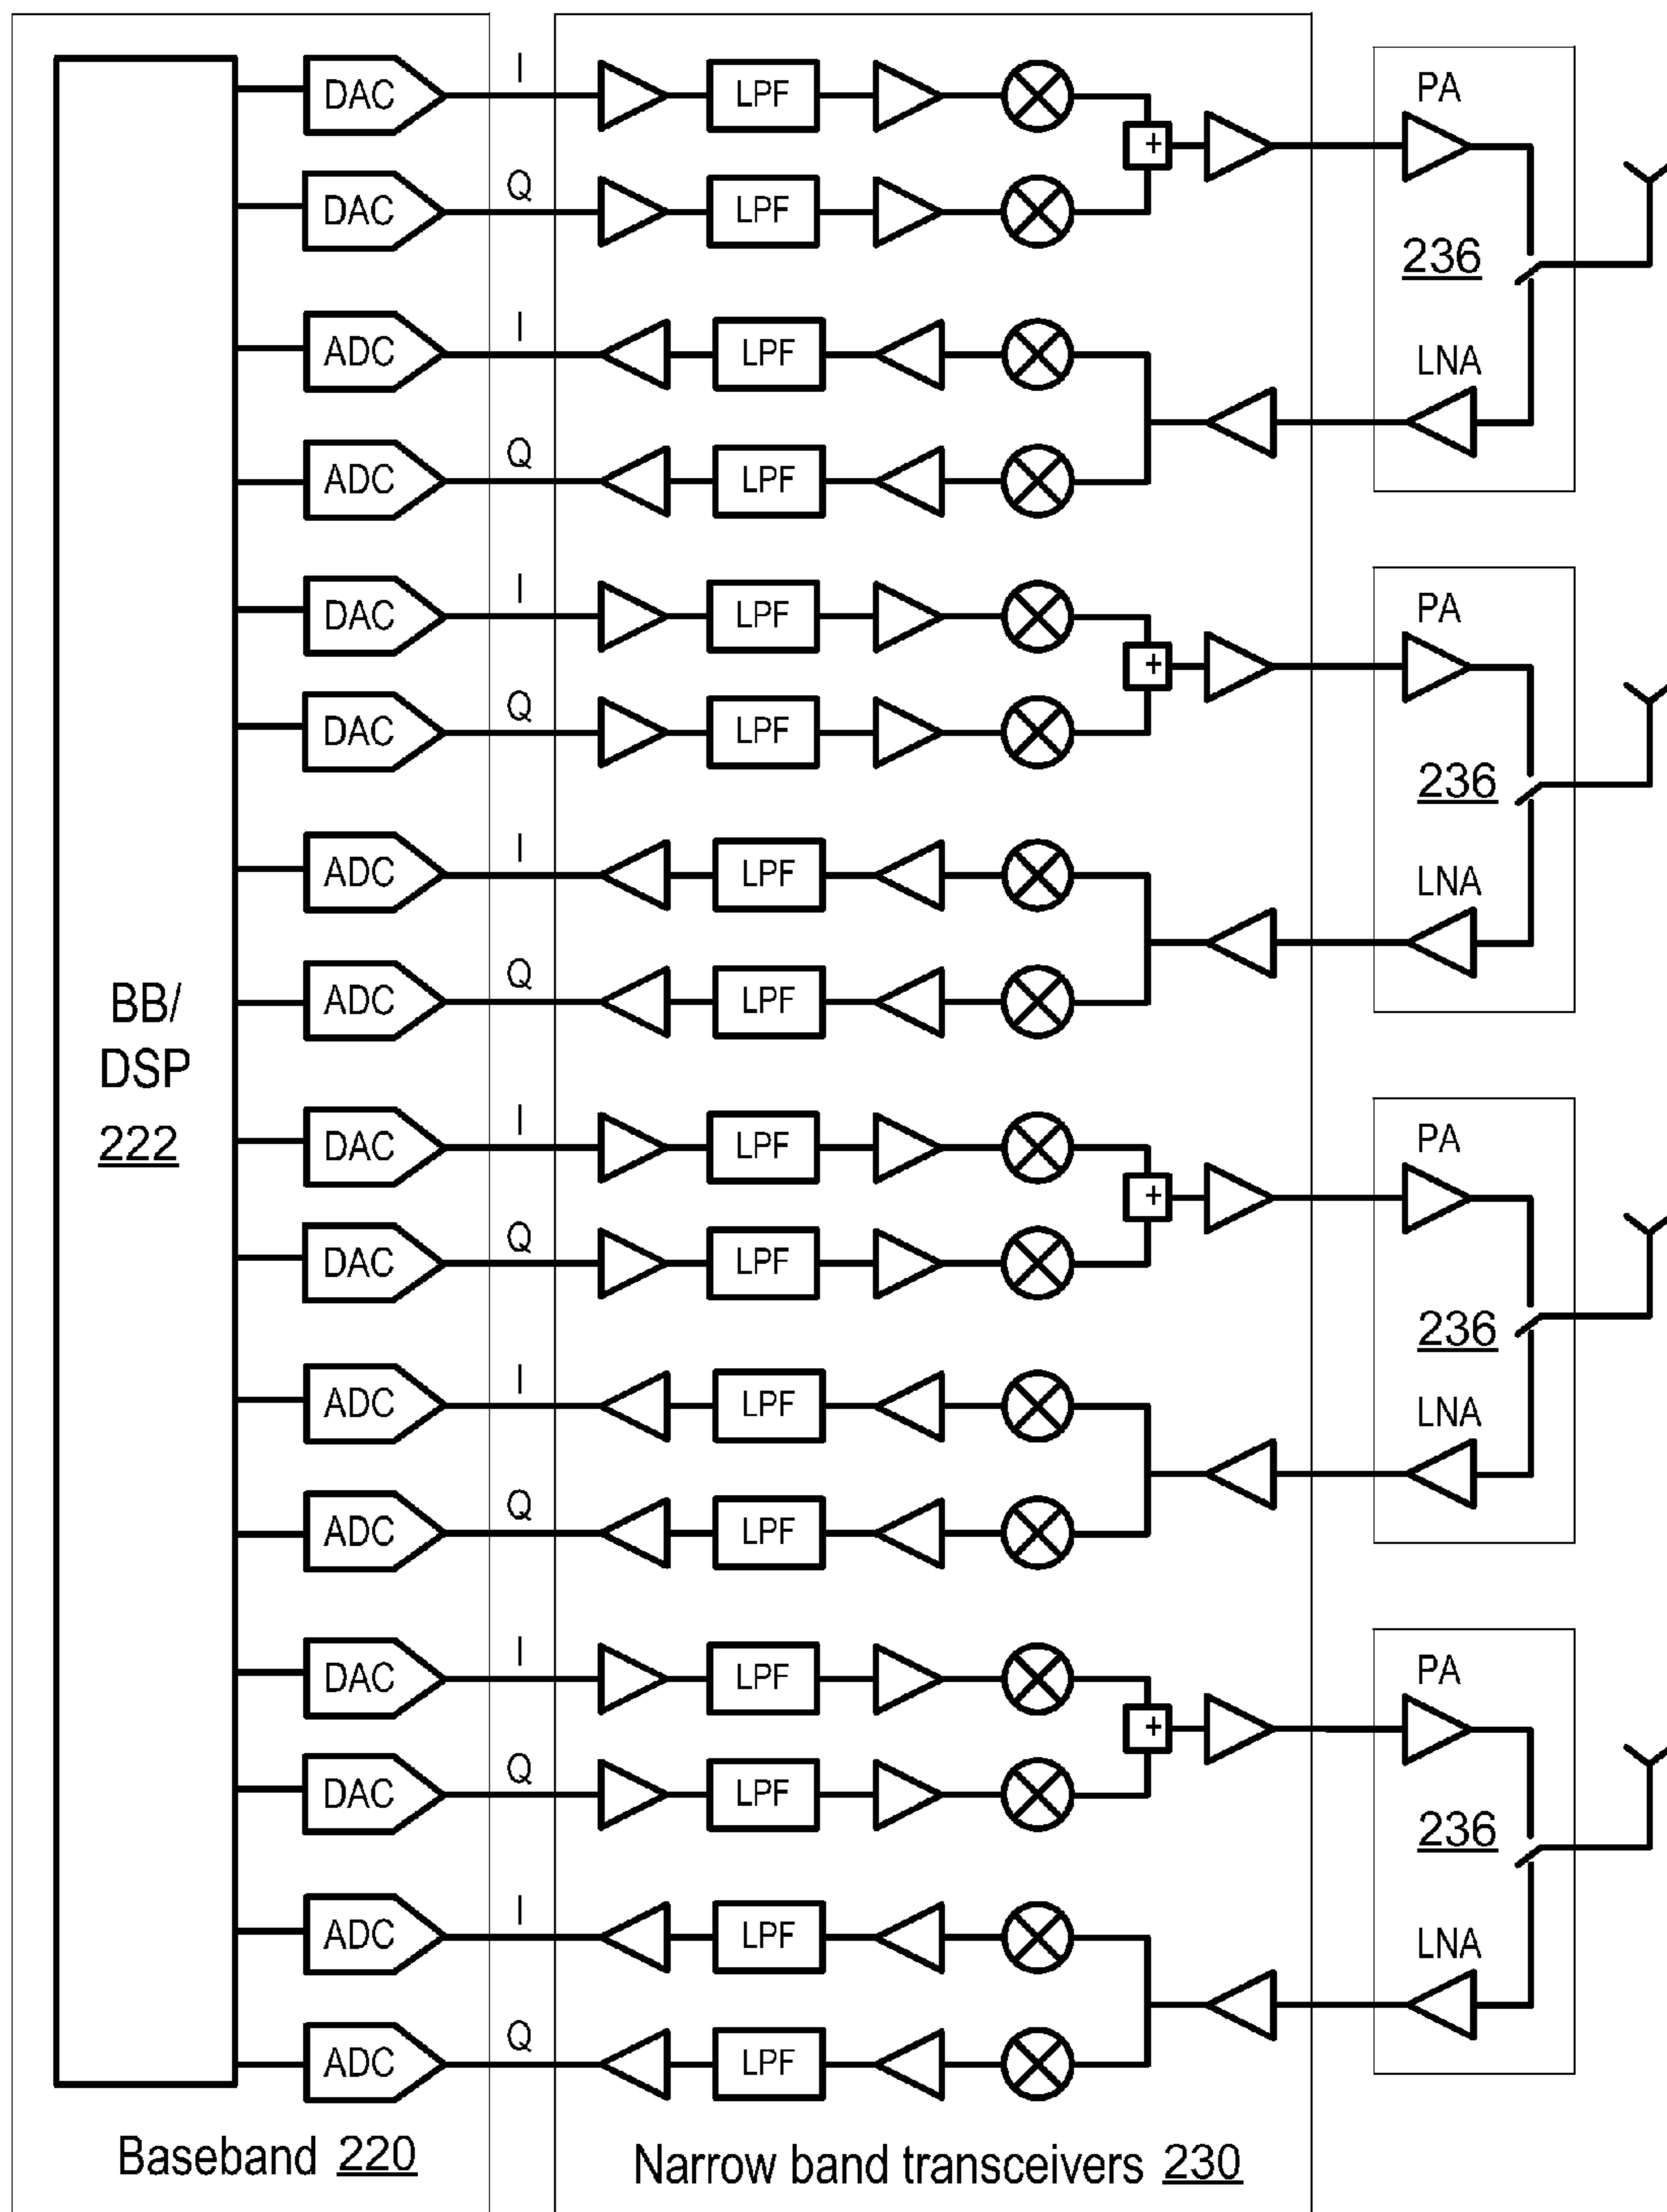 I
DAC
LPF
PA
+
Q
DAC
LPF
236
I
ADC
LPF
LNA
Q
ADC
LPF
I
DAC
LPF
PA
+
Q
DAC
LPF
236
I
ADC
LPF
LNA
Q
ADC
LPF
BB/
DSP
222
I
DAC
LPF
PA
+
Q
DAC
LPF
236
I
ADC
LPF
LNA
Q
ADC
LPF
I
DAC
LPF
PA
+
Q
DAC
LPF
236
I
ADC
LPF
LNA
Q
ADC
LPF
Baseband 220
Narrow band transceivers 230